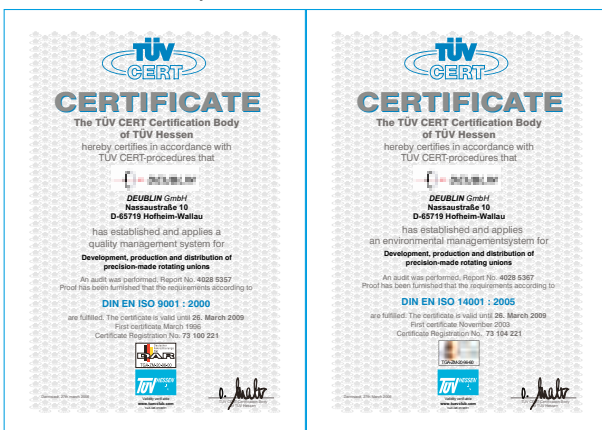 TÜV
CERT
CERTIFICATE
The TÜV CERT Certification Body
of TÜV Hessen
hereby certifies in accordance with
TÜV CERT-procedures that
DEUBLIN GmbH
Nassaustraße 10
D-65719 Hofheim-Wallau
has established and applies a
quality management system for
Development, production and distribution of
precision-made rotating unions
An audit was performed, Report No. 4028 5357
Proof has been furnished that the requirements according to
DIN EN ISO 9001 : 2000
are fulfilled. The certificate is valid until 26. March 2009
First certificate March 1996
Certificate Registration No. 73 100 221
DAR
TÜV HESSEN
TÜV
CERT
CERTIFICATE
The TÜV CERT Certification Body
of TÜV Hessen
hereby certifies in accordance with
TÜV CERT-procedures that
DEUBLIN GmbH
Nassaustraße 10
D-65719 Hofheim-Wallau
has established and applies
an environmental managementsystem for
Development, production and distribution of
precision-made rotating unions
An audit was performed, Report No. 4028 5367
Proof has been furnished that the requirements according to
DIN EN ISO 14001 : 2005
are fulfilled. The certificate is valid until 26. March 2009
First certificate November 2003
Certificate Registration No. 73 104 221
TÜV HESSEN